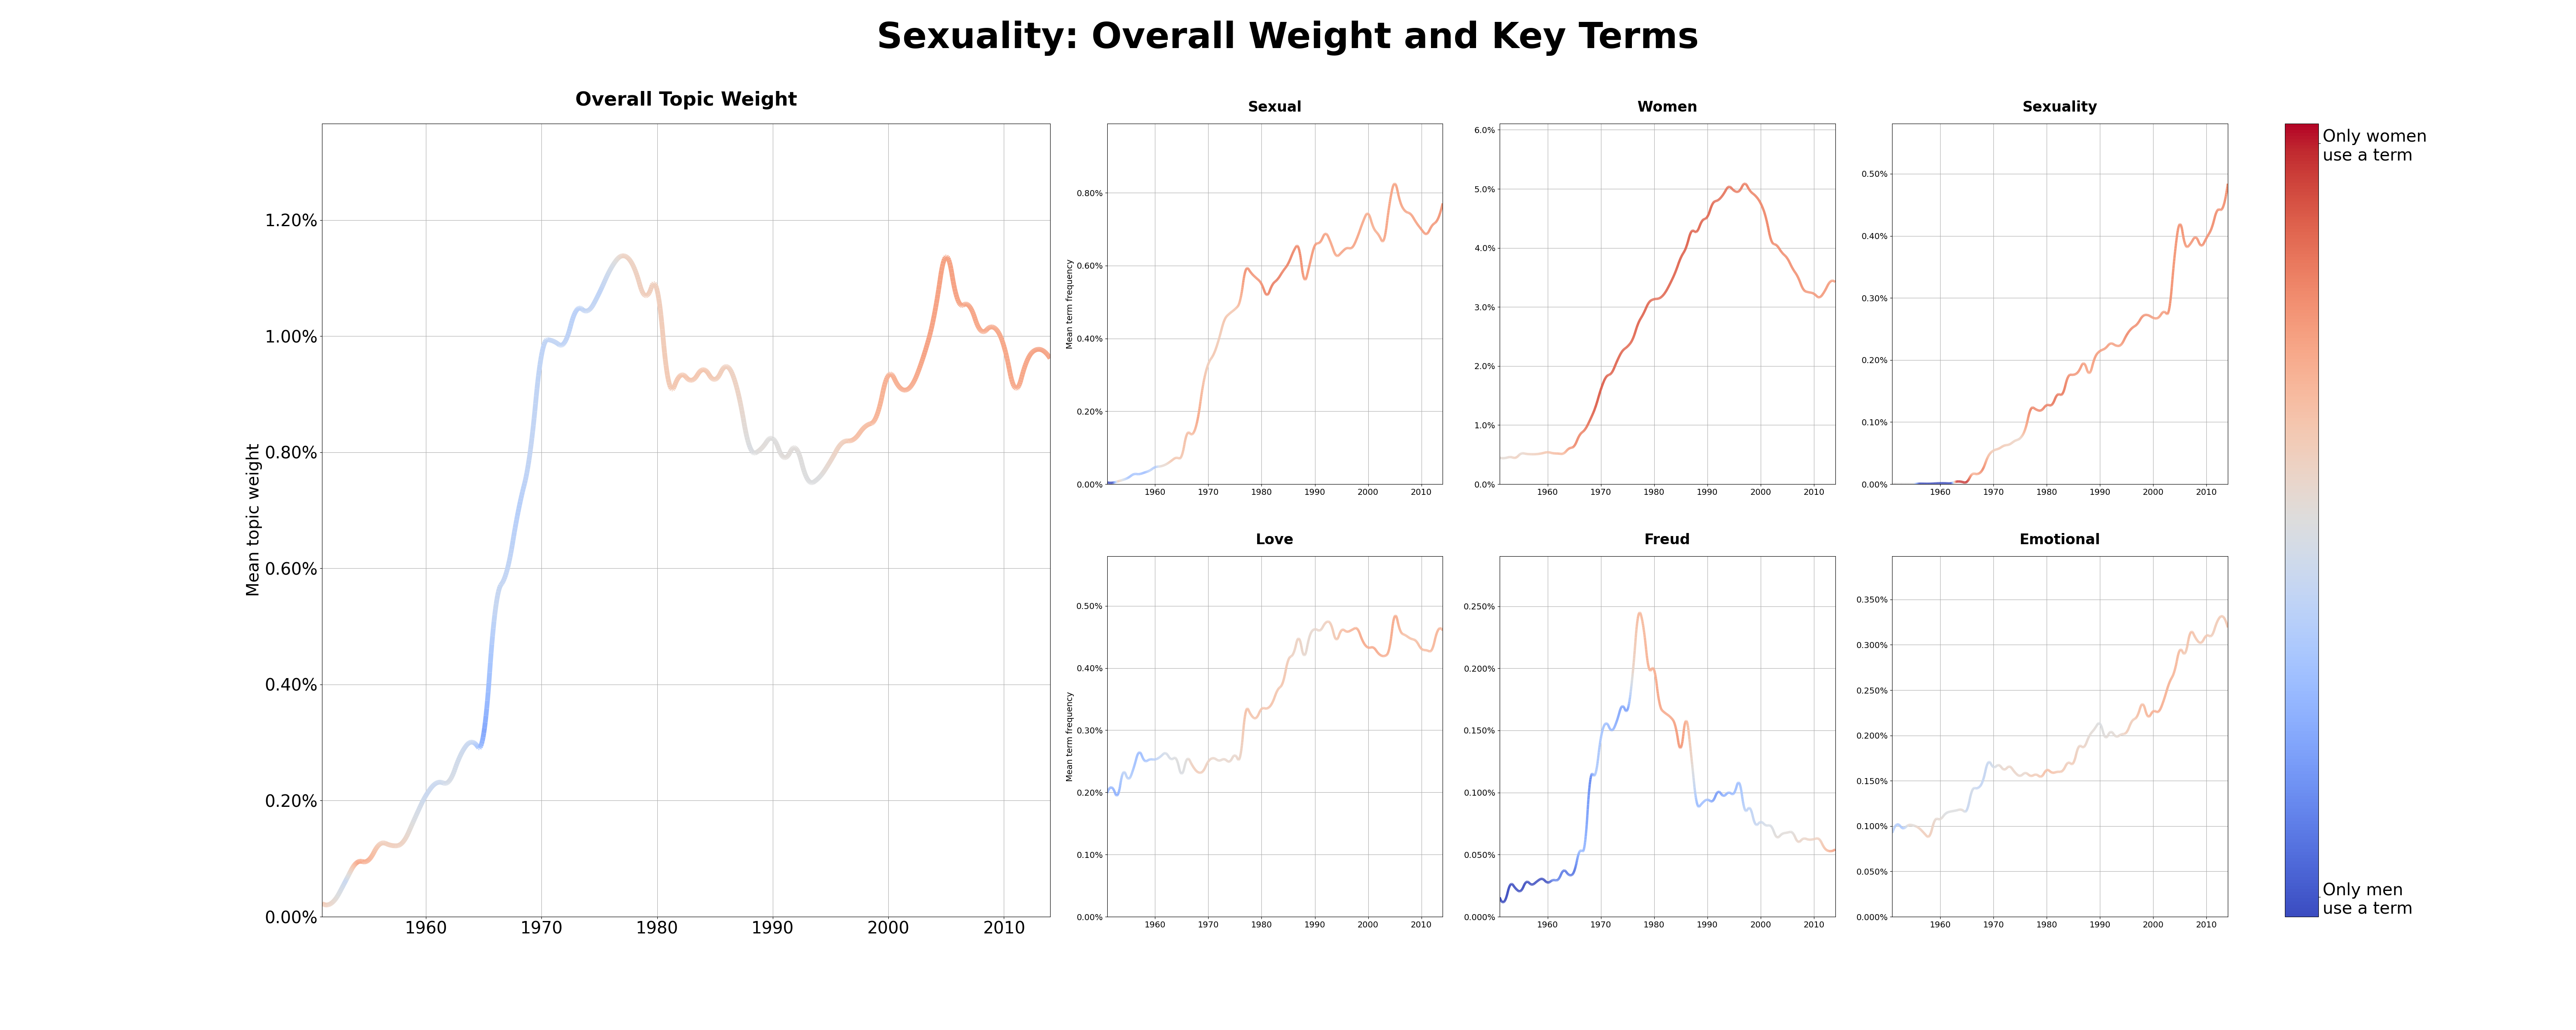 Sexuality: Overall Weight and Key Terms
Overall Topic Weight
Mean topic weight
1.20%
1.00%
0.80%
0.60%
0.40%
0.20%
0.00%
1960 1970 1980 1990 2000 2010
Sexual
Mean term frequency
0.80%
0.60%
0.40%
0.20%
0.00%
1960 1970 1980 1990 2000 2010
Women
6.0%
5.0%
4.0%
3.0%
2.0%
1.0%
0.0%
1960 1970 1980 1990 2000 2010
Sexuality
0.50%
0.40%
0.30%
0.20%
0.10%
0.00%
1960 1970 1980 1990 2000 2010
Love
Mean term frequency
0.50%
0.40%
0.30%
0.20%
0.10%
0.00%
1960 1970 1980 1990 2000 2010
Freud
0.250%
0.200%
0.150%
0.100%
0.050%
0.000%
1960 1970 1980 1990 2000 2010
Emotional
0.350%
0.300%
0.250%
0.200%
0.150%
0.100%
0.050%
0.000%
1960 1970 1980 1990 2000 2010
Only women
use a term
Only men
use a term